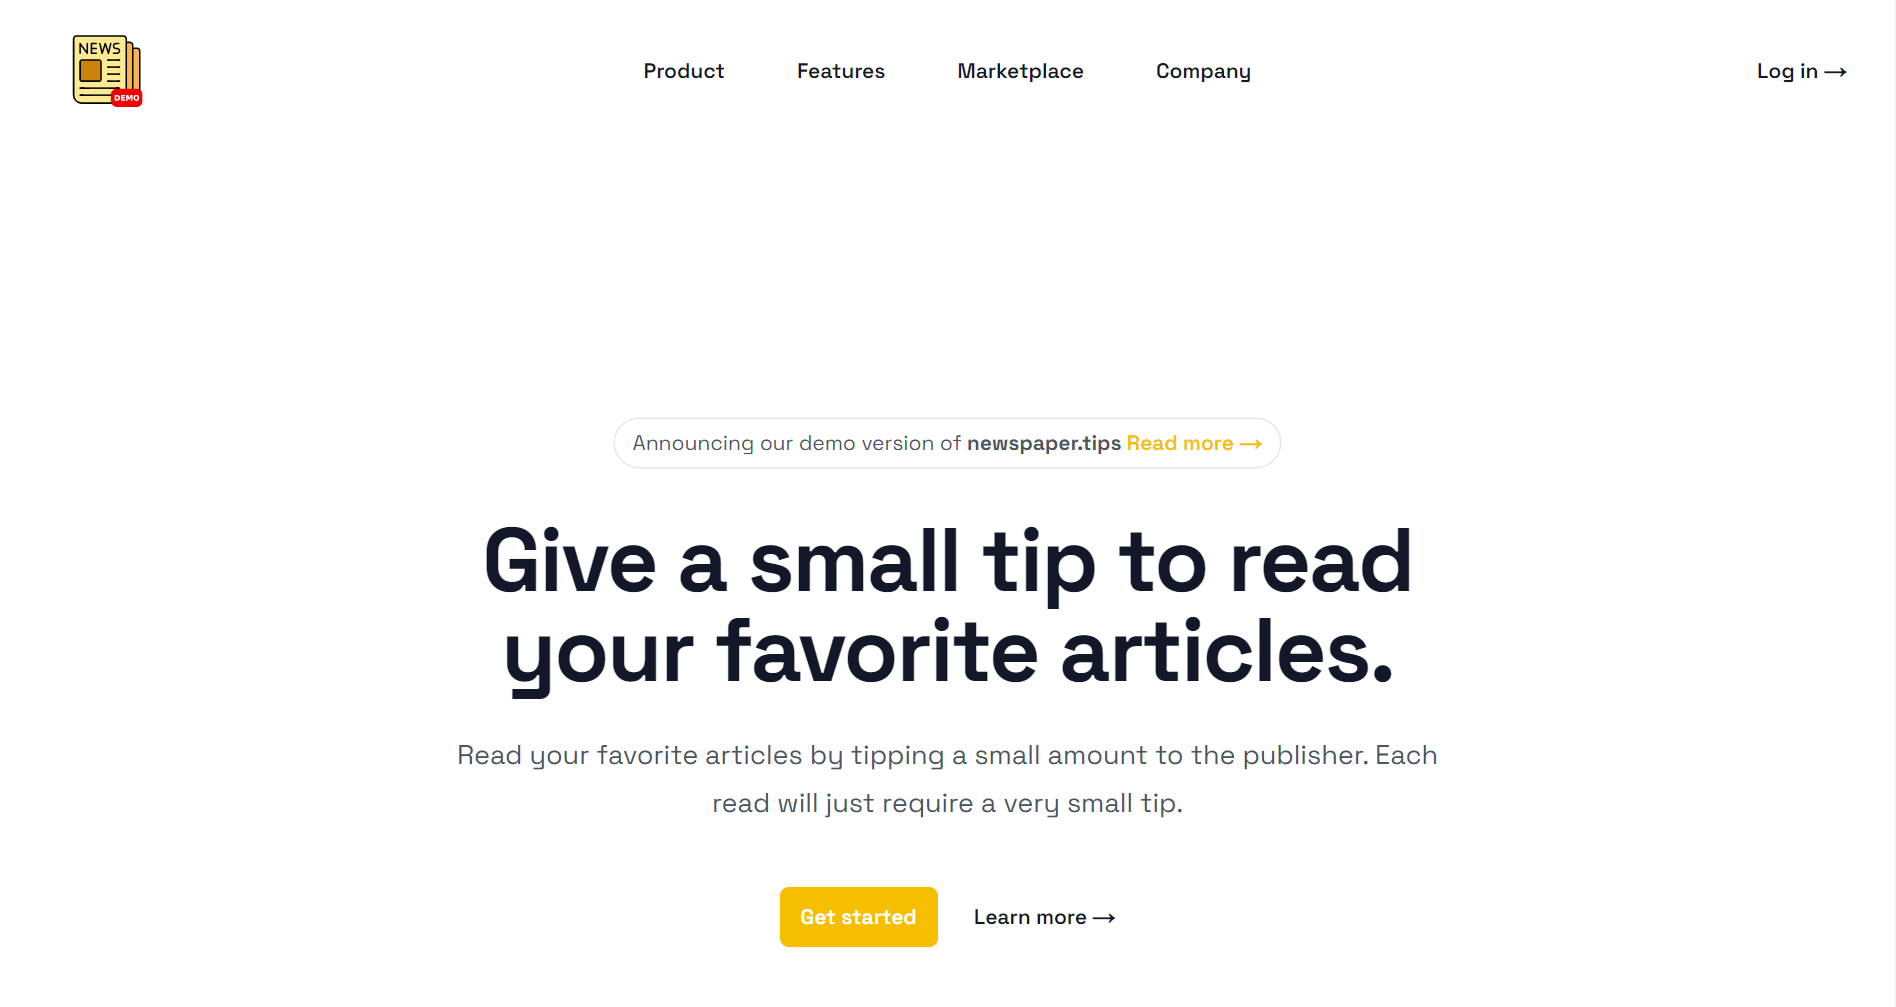 NEWS
DEMO
Product
Features
Marketplace
Company
Log in →
Announcing our demo version of newspaper.tips Read more →
Give a small tip to read
your favorite articles.
Read your favorite articles by tipping a small amount to the publisher. Each
read will just require a very small tip.
Get started
Learn more →